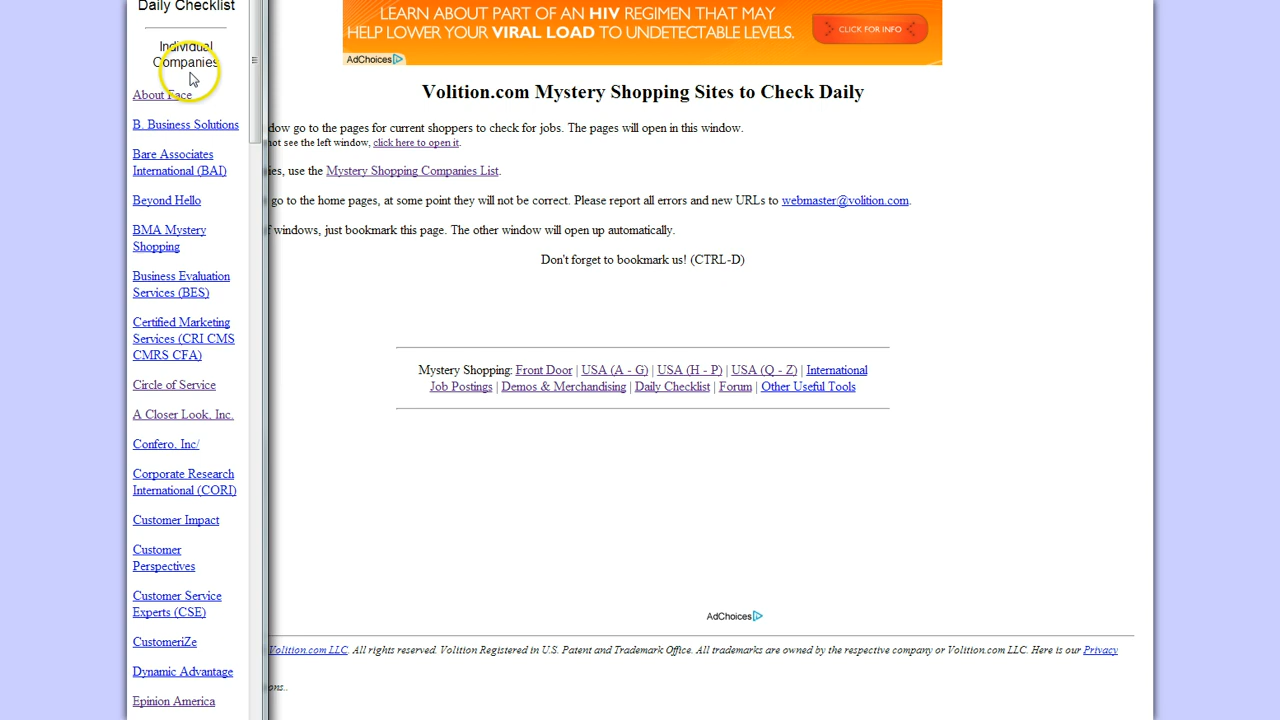 Daily Checklist
Individual
Companies
About Face
B. Business Solutions
Bare Associates
International (BAI)
Beyond Hello
BMA Mystery
Shopping
Business Evaluation
Services (BES)
Certified Marketing
Services (CRI CMS
CMRS CFA)
Circle of Service
A Closer Look, Inc.
Confero, Inc/
Corporate Research
International (CORI)
Customer Impact
Customer
Perspectives
Customer Service
Experts (CSE)
CustomeriZe
Dynamic Advantage
Epinion America
LEARN ABOUT PART OF AN HIV REGIMEN THAT MAY
HELP LOWER YOUR VIRAL LOAD TO UNDETECTABLE LEVELS.
CLICK FOR INFO
AdChoices
Volition.com Mystery Shopping Sites to Check Daily
dow go to the pages for current shoppers to check for jobs. The pages will open in this window.
not see the left window, click here to open it.
ies, use the Mystery Shopping Companies List.
go to the home pages, at some point they will not be correct. Please report all errors and new URLs to webmaster@volition.com.
f windows, just bookmark this page. The other window will open up automatically.
Don't forget to bookmark us! (CTRL-D)
Mystery Shopping: Front Door | USA (A - G) | USA (H - P) | USA (Q - Z) | International
Job Postings | Demos & Merchandising | Daily Checklist | Forum | Other Useful Tools
AdChoices
Volition.com LLC. All rights reserved. Volition Registered in U.S. Patent and Trademark Office. All trademarks are owned by the respective company or Volition.com LLC. Here is our Privacy
ons..